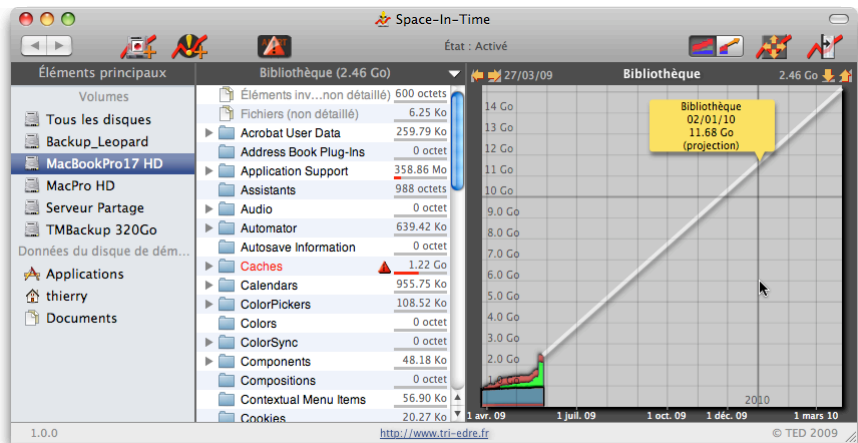 Space-In-Time
État : Activé
Éléments principaux
Volumes
Tous les disques
Backup_Leopard
MacBookPro17 HD
MacPro HD
Serveur Partage
TMBackup 320Go
Données du disque de dém...
Applications
thierry
Documents
Bibliothèque (2.46 Go)
Éléments inv...non détaillé) 600 octets
Fichiers (non détaillé) 6.25 Ko
Acrobat User Data 259.79 Ko
Address Book Plug-Ins 0 octet
Application Support 358.86 Mo
Assistants 988 octets
Audio 0 octet
Automator 639.42 Ko
Autosave Information 0 octet
Caches 1.22 Go
Calendars 955.75 Ko
ColorPickers 108.52 Ko
Colors 0 octet
ColorSync 0 octet
Components 48.18 Ko
Compositions 0 octet
Contextual Menu Items 56.90 Ko
Cookies 20.27 Ko
27/03/09 Bibliothèque 2.46 Go
14 Go
13 Go
12 Go
11 Go
10 Go
9.0 Go
8.0 Go
7.0 Go
6.0 Go
5.0 Go
4.0 Go
3.0 Go
2.0 Go
Bibliothèque
02/01/10
11.68 Go
(projection)
2010
1 avr. 09 1 juil. 09 1 oct. 09 1 déc. 09 1 mars 10
1.0.0 http://www.tri-edre.fr © TED 2009